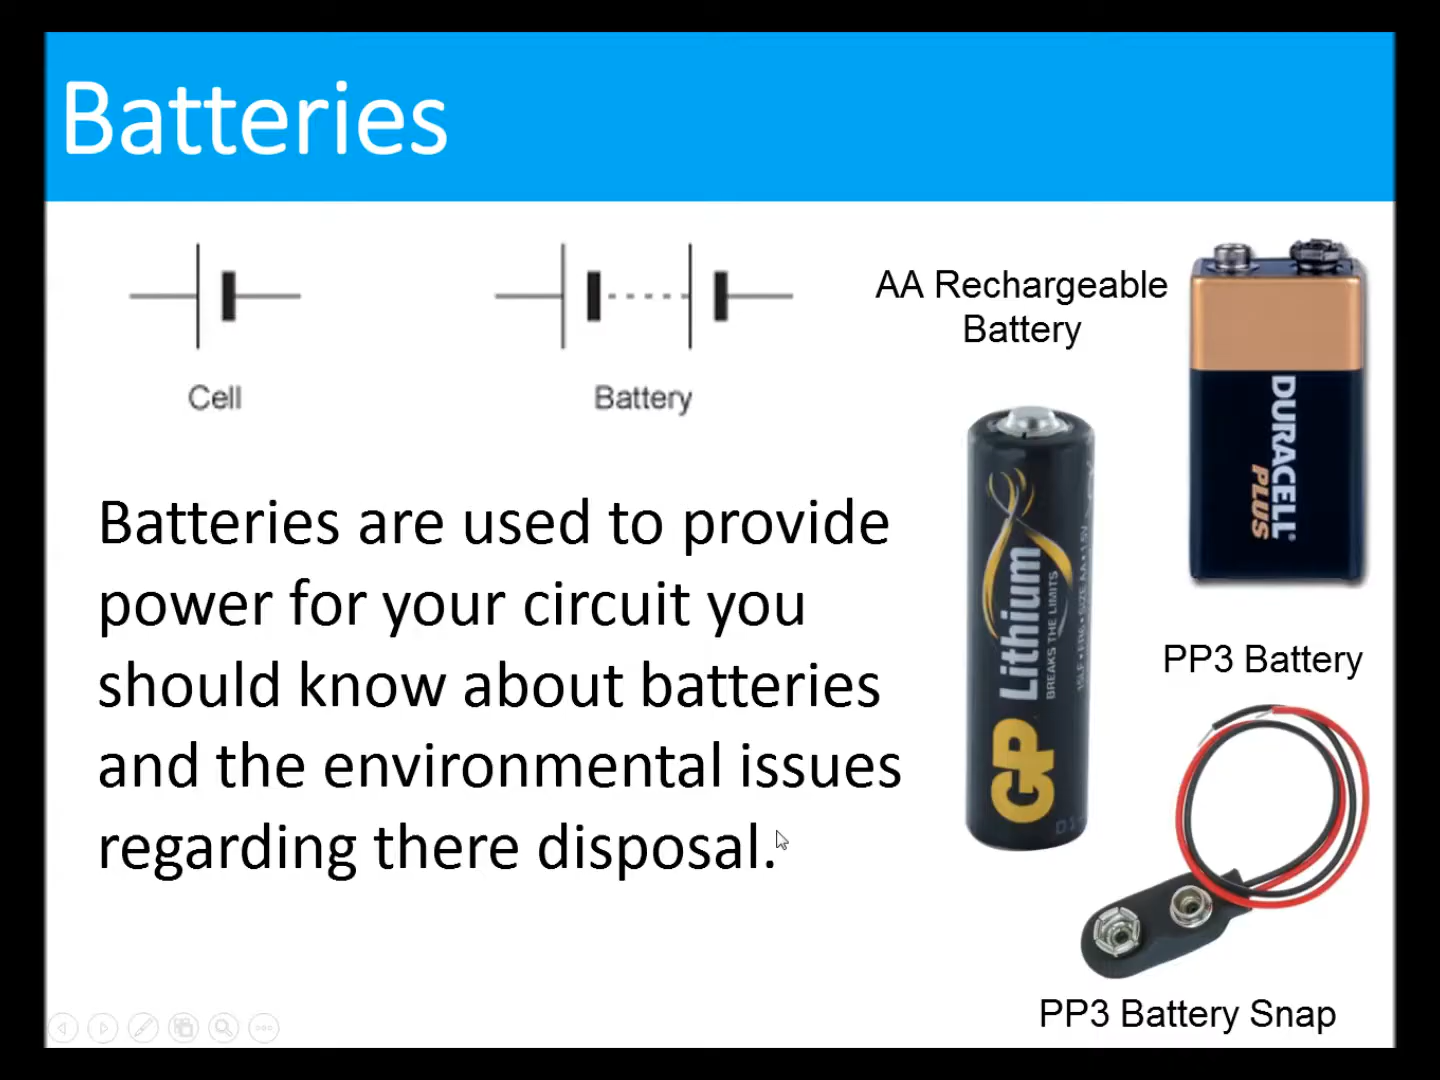 Batteries
Cell
Battery
AA Rechargeable
Battery
DURACELL®
PLUS
GP
Lithium
BREAKS THE LIMITS
PP3 Battery
PP3 Battery Snap
Batteries are used to provide
power for your circuit you
should know about batteries
and the environmental issues
regarding there disposal.